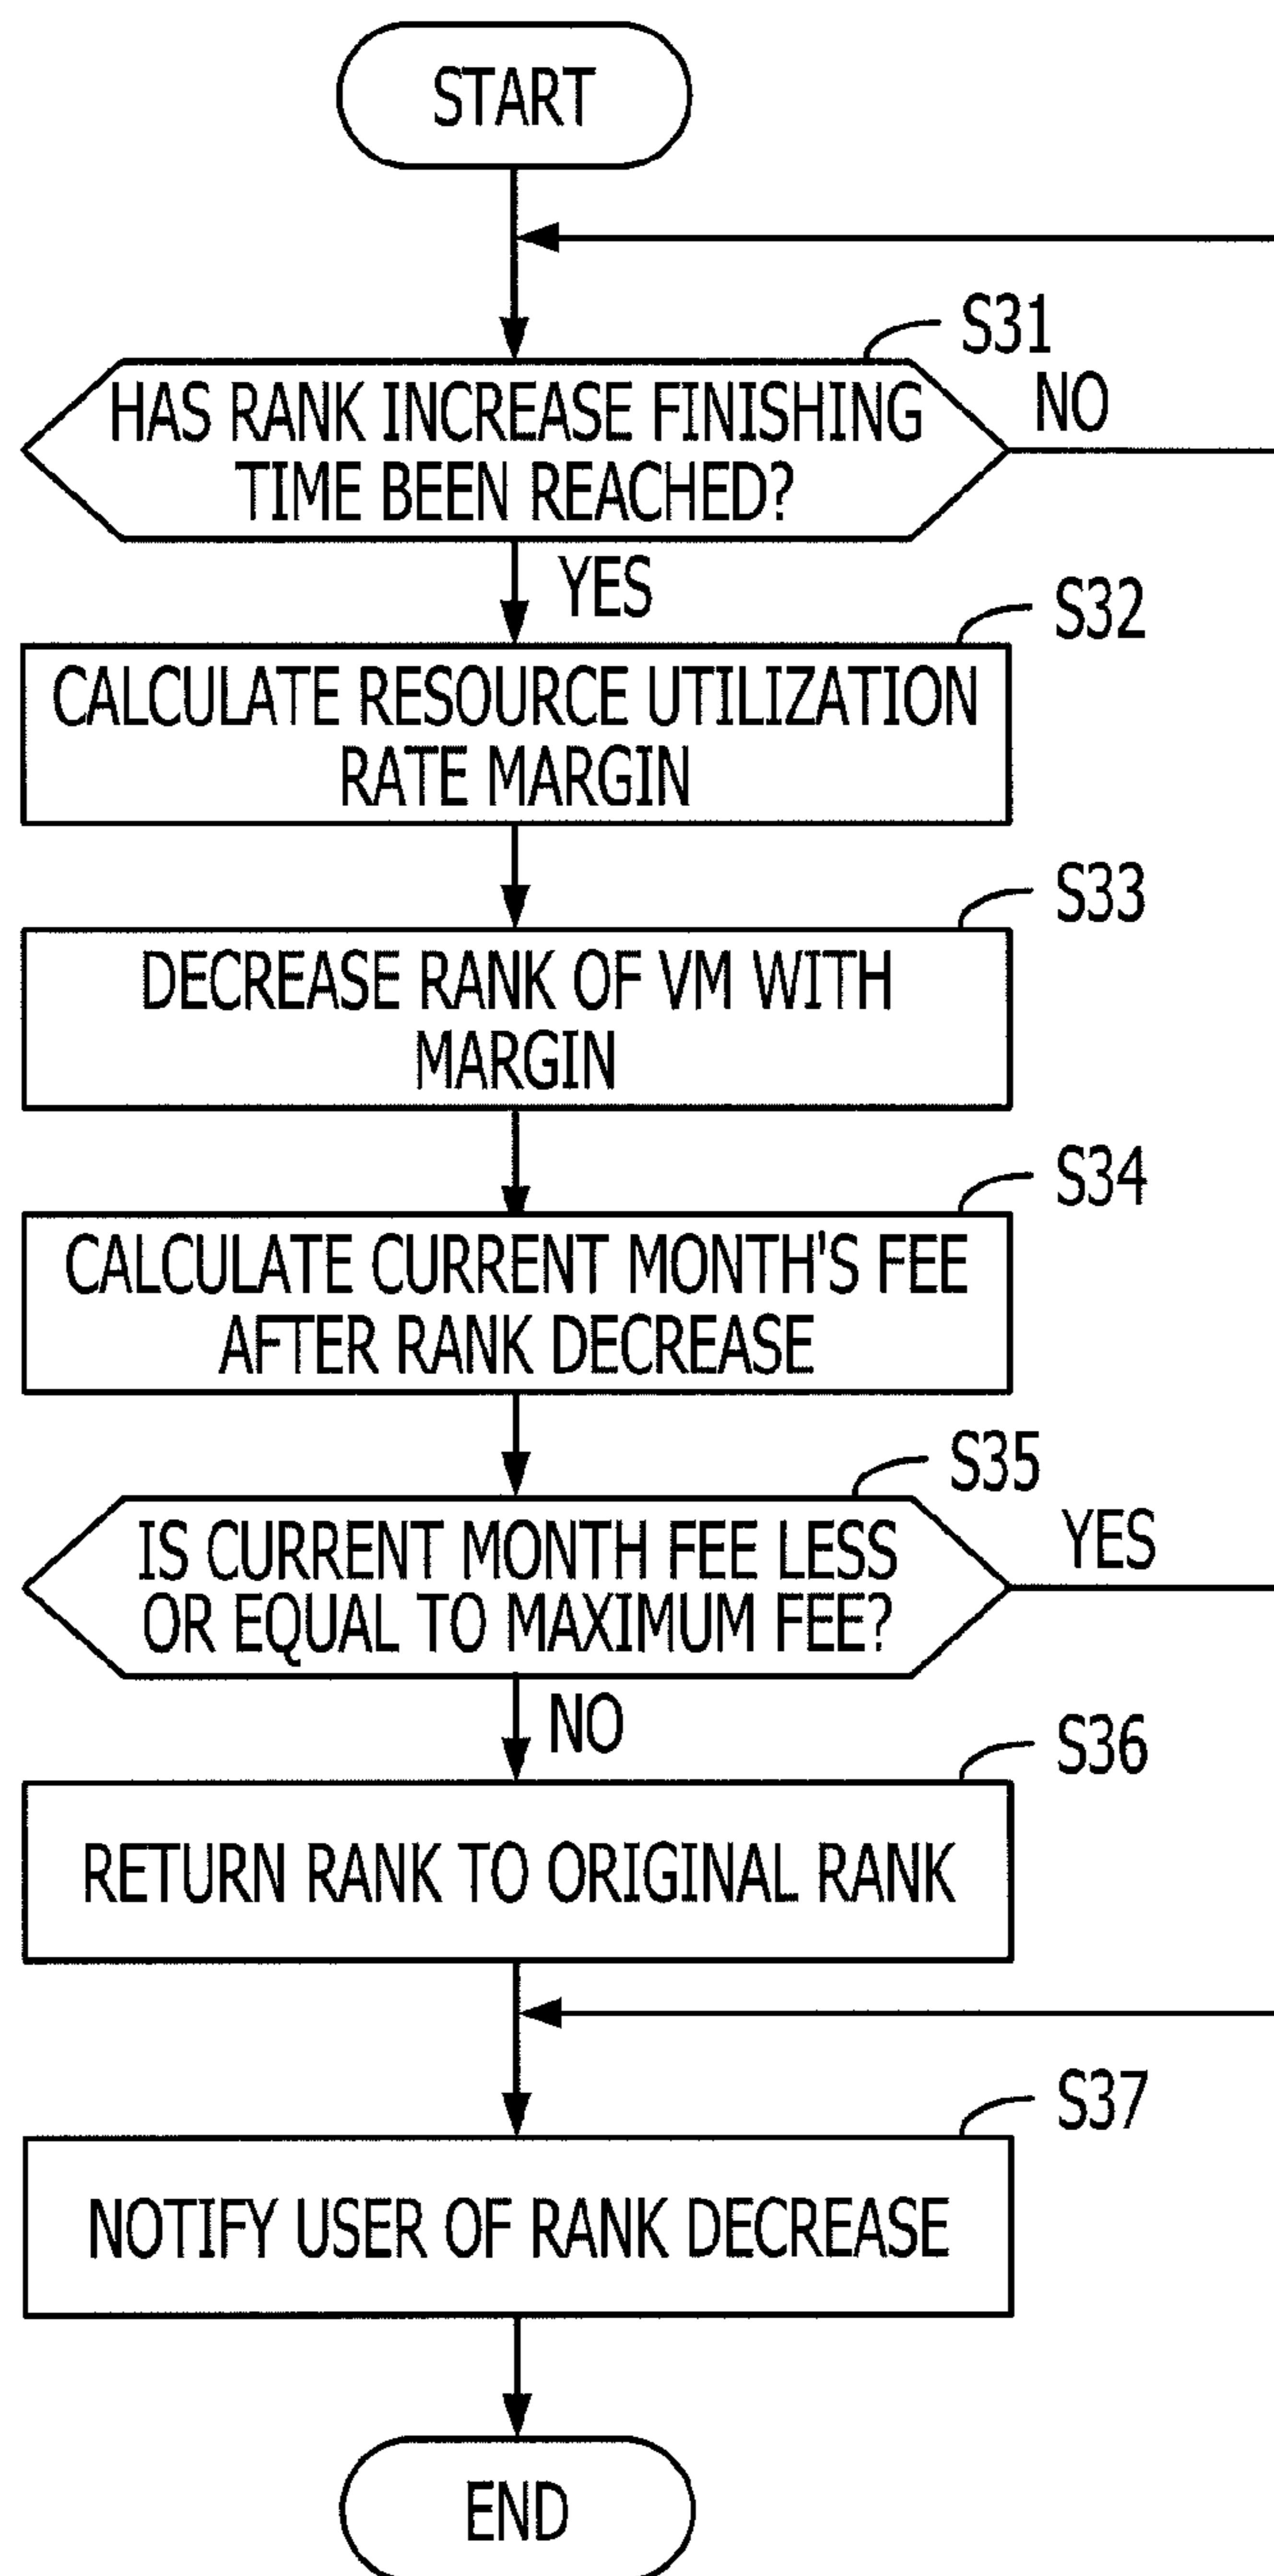 START
S31
HAS RANK INCREASE FINISHING
TIME BEEN REACHED?
NO
YES
S32
CALCULATE RESOURCE UTILIZATION
RATE MARGIN
S33
DECREASE RANK OF VM WITH
MARGIN
S34
CALCULATE CURRENT MONTH'S FEE
AFTER RANK DECREASE
S35
IS CURRENT MONTH FEE LESS
OR EQUAL TO MAXIMUM FEE?
YES
NO
S36
RETURN RANK TO ORIGINAL RANK
S37
NOTIFY USER OF RANK DECREASE
END